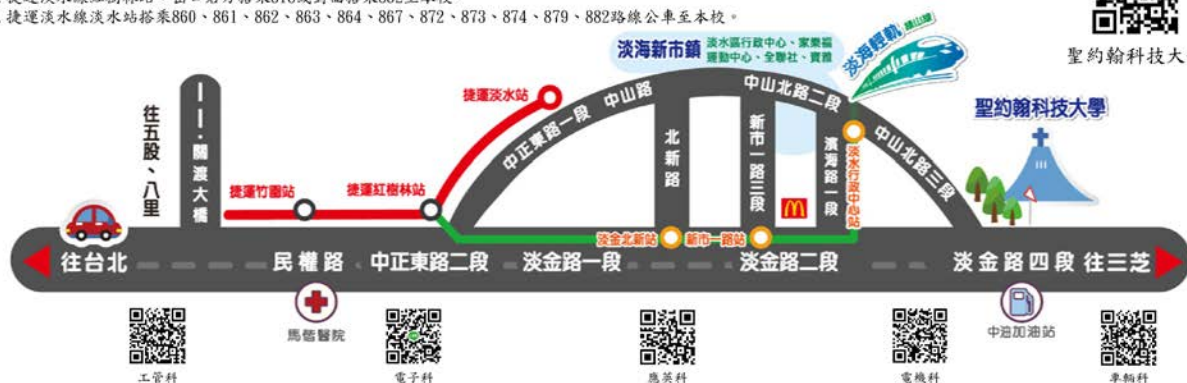 捷運淡水線淡水站搭乘860、861、862、863、864、867、872、873、874、879、882路線公車至本校。
聖約翰科技大
淡海新市鎮
淡水區行政中心、家樂福
運動中心、全聯社、寶雅
淡海輕軌
綠山線
捷運淡水站
中正東路一段
中山路
中山北路二段
中山北路三段
聖約翰科技大學
往五股、八里
關渡大橋
北新路
新市一路三段
濱海路一段
淡水行政中心站
捷運竹圍站
捷運紅樹林站
淡金北新站
新市一路站
往台北
民權路
中正東路二段
淡金路一段
淡金路二段
淡金路四段
往三芝
馬偕醫院
中油加油站
工管科
電子科
應英科
電機科
車輛科